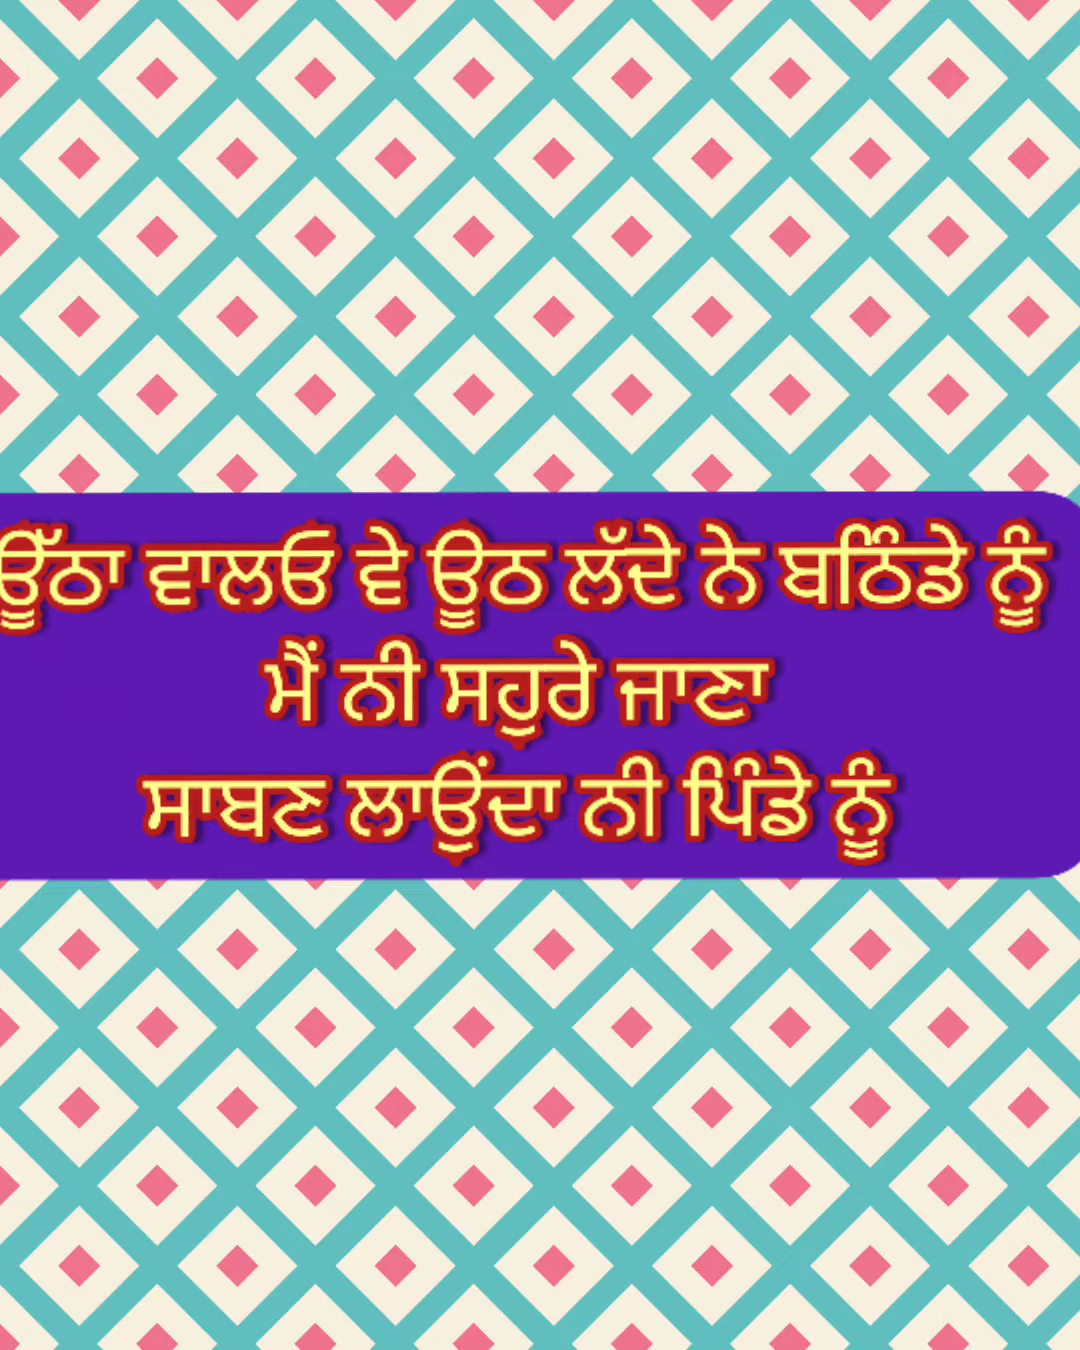 ਊੱਠਾ ਵਾਲਓ ਵੇ ਊਠ ਲੱਦੇ ਨੇ ਬਠਿੰਡੇ ਨੂੰ
ਮੈਂ ਨੀ ਸਹੁਰੇ ਜਾਣਾ
ਸਾਬਣ ਲਾਉਂਦਾ ਨੀ ਪਿੰਡੇ ਨੂੰ